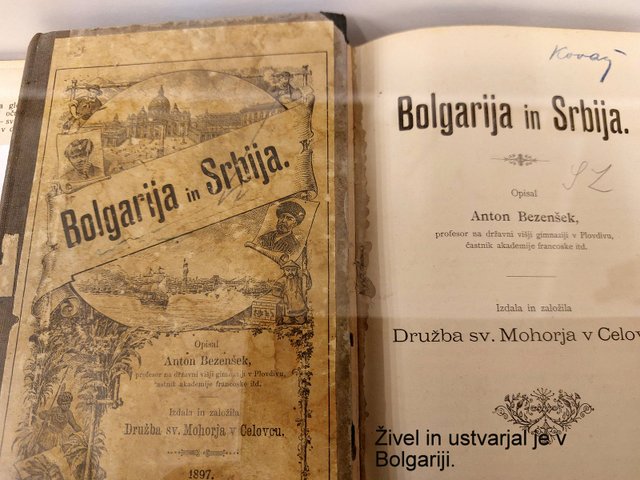 Bolgarija in Srbija.
Opisal
Anton Bezenšek,
profesor na državni višji gimnaziji v Plovdivu,
častnik akademije francoske itd.
Izdala in založila
Družba sv. Mohorja v Celovcu,
1897.
Kovač
Bolgarija in Srbija.
SZ
Opisal
Anton Bezenšek,
profesor na državni višji gimnaziji v Plovdivu,
častnik akademije francoske itd.
Izdala in založila
Družba sv. Mohorja v Celov
Živel in ustvarjal je v
Bolgariji.